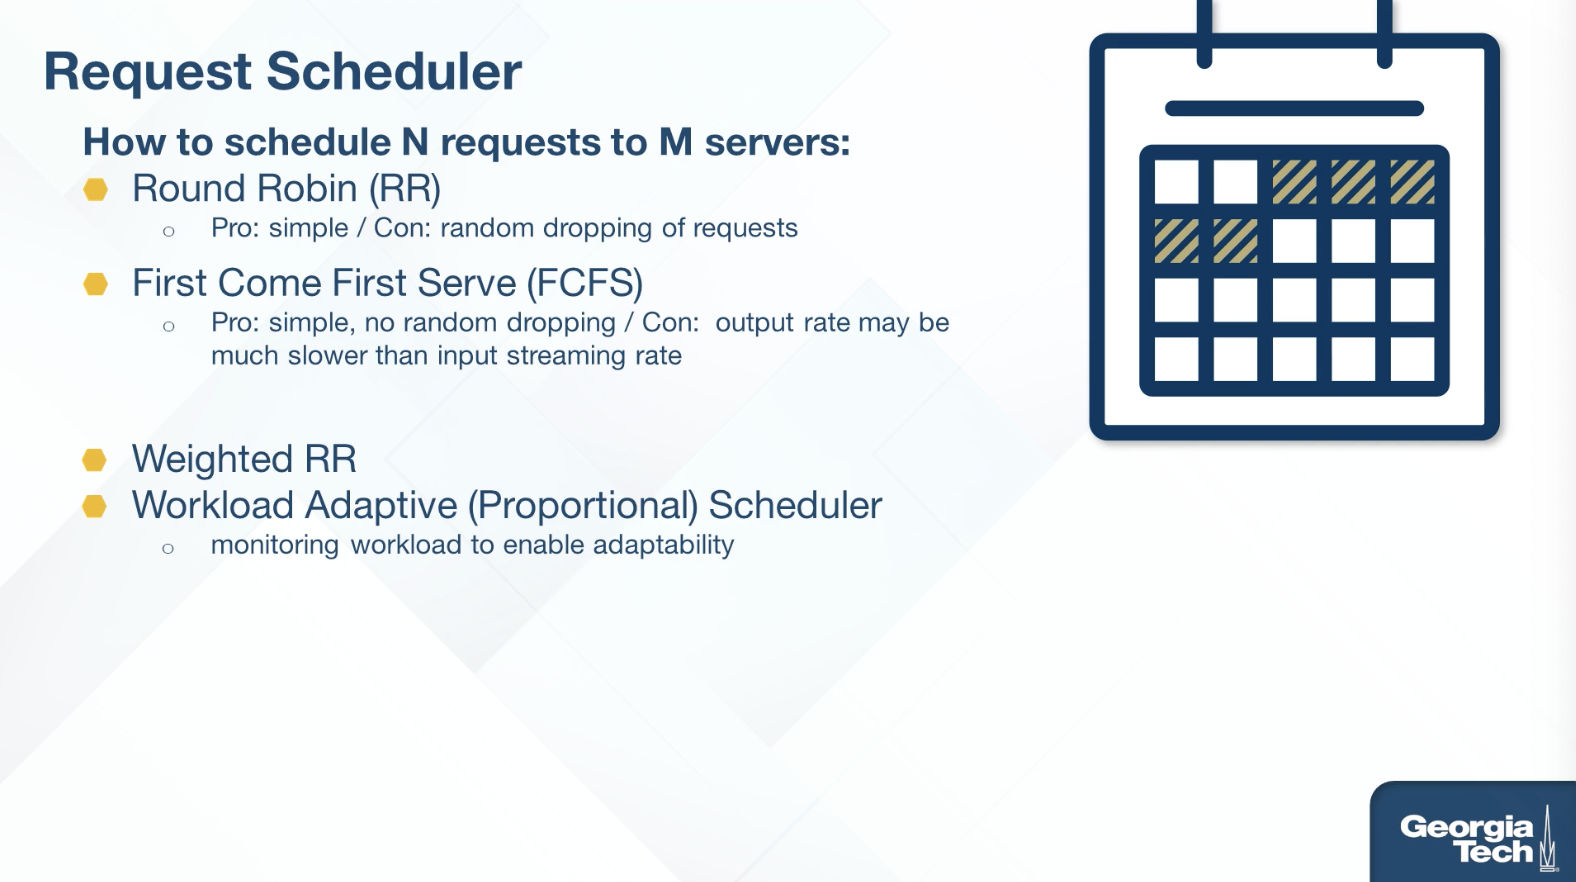 Request Scheduler
How to schedule N requests to M servers:
Round Robin (RR)
Pro: simple / Con: random dropping of requests
First Come First Serve (FCFS)
Pro: simple, no random dropping / Con:  output rate may be
much slower than input streaming rate
Weighted RR
Workload Adaptive (Proportional) Scheduler
monitoring workload to enable adaptability
Georgia
Tech